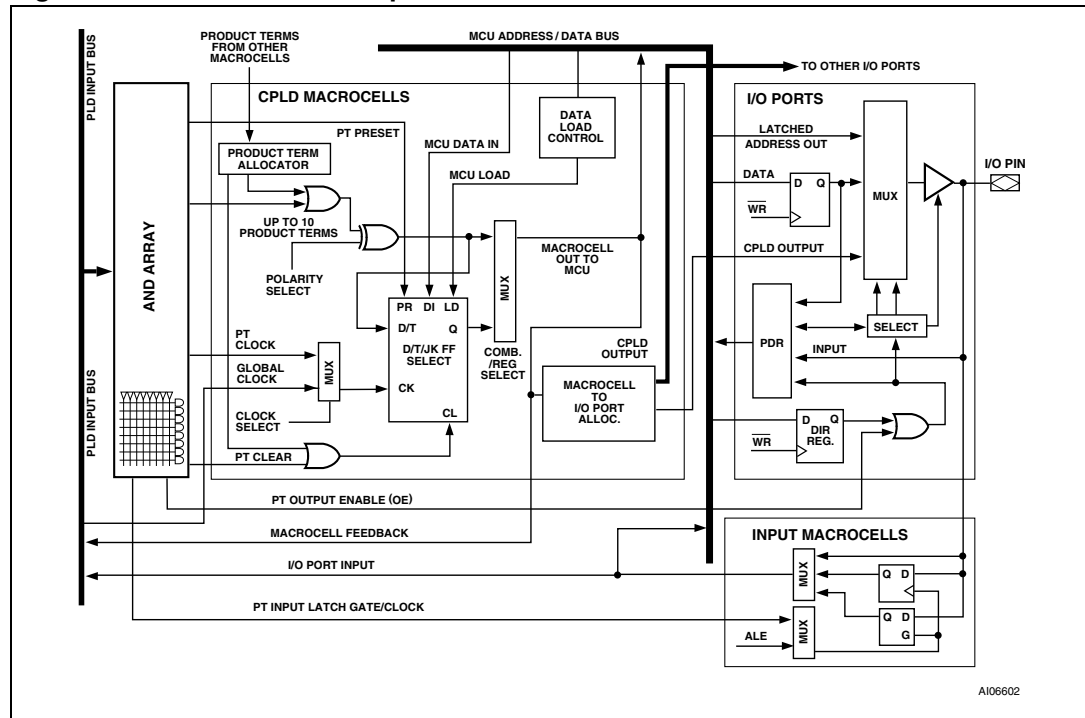 PRODUCT TERMS
FROM OTHER
MACROCELLS
MCU ADDRESS / DATA BUS
TO OTHER I/O PORTS
PLD INPUT BUS
PLD INPUT BUS
AND ARRAY
CPLD MACROCELLS
PT PRESET
MCU DATA IN
MCU LOAD
DATA
LOAD
CONTROL
PRODUCT TERM
ALLOCATOR
UP TO 10
PRODUCT TERMS
POLARITY
SELECT
MUX
MACROCELL
OUT TO
MCU
PR DI LD
D/T Q
D/T/JK FF
SELECT
CK
CL
COMB.
/REG
SELECT
PT
CLOCK
GLOBAL
CLOCK
CLOCK
SELECT
MUX
PT CLEAR
CPLD
OUTPUT
MACROCELL
TO
I/O PORT
ALLOC.
I/O PORTS
LATCHED
ADDRESS OUT
DATA
D Q
WR
MUX
I/O PIN
CPLD OUTPUT
PDR
SELECT
INPUT
D Q
DIR
REG.
WR
PT OUTPUT ENABLE (OE)
MACROCELL FEEDBACK
I/O PORT INPUT
PT INPUT LATCH GATE/CLOCK
INPUT MACROCELLS
MUX
Q D
Q D
G
MUX
ALE
AI06602